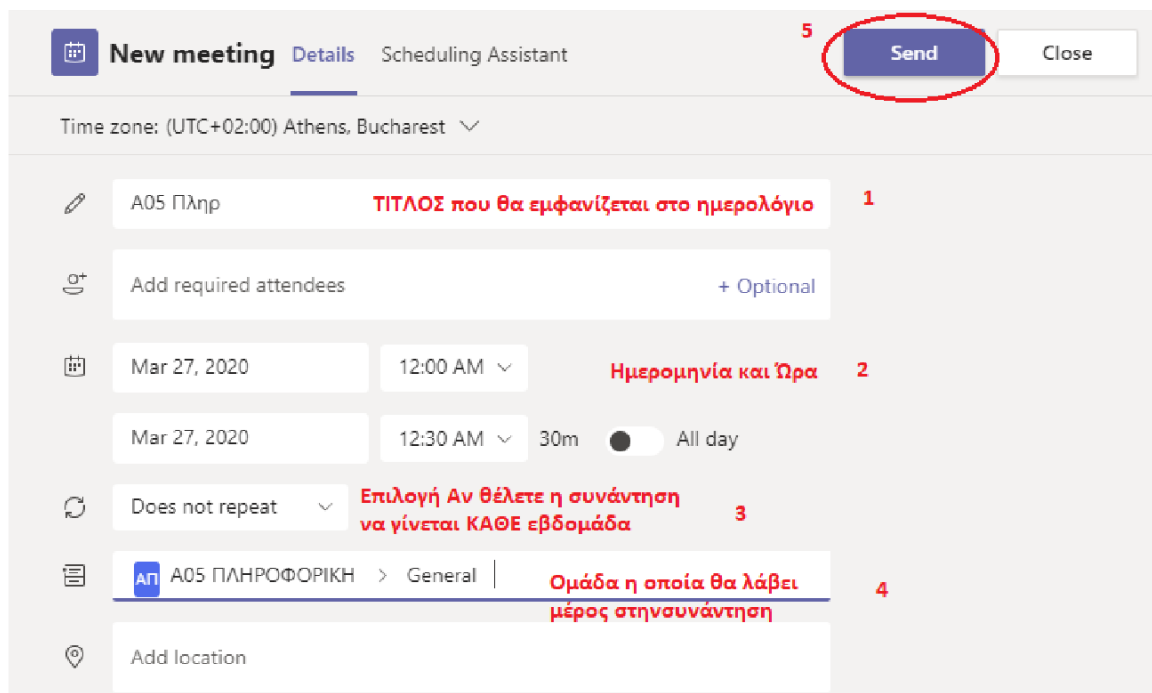 New meeting Details Scheduling Assistant 5 Send Close
Time zone: (UTC+02:00) Athens, Bucharest
Α05 Πληρ ΤΙΤΛΟΣ που θα εμφανίζεται στο ημερολόγιο 1
Add required attendees + Optional
Mar 27, 2020 12:00 AM Ημερομηνία και Ώρα 2
Mar 27, 2020 12:30 AM 30m All day
Does not repeat Επιλογή Αν θέλετε η συνάντηση
να γίνεται ΚΑΘΕ εβδομάδα 3
ΑΠ Α05 ΠΛΗΡΟΦΟΡΙΚΗ > General Ομάδα η οποία θα λάβει 4
μέρος στηνσυνάντηση
Add location